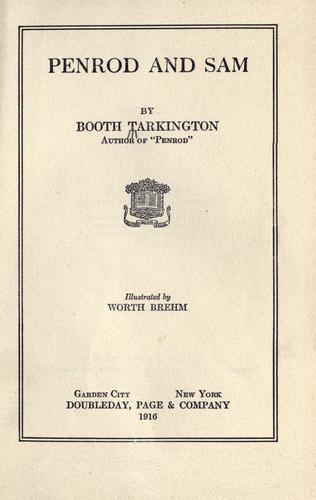 PENROD AND SAM
BY
BOOTH TARKINGTON
AUTHOR OF "PENROD"
Illustrated by
WORTH BREHM
GARDEN CITY NEW YORK
DOUBLEDAY, PAGE & COMPANY
1916